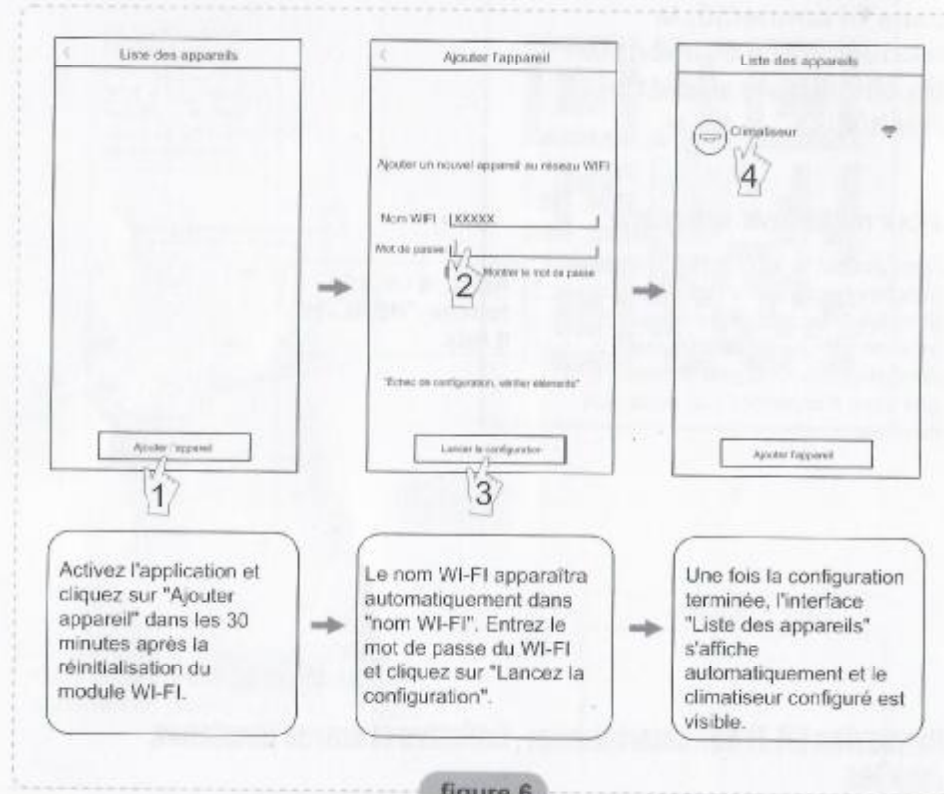 Liste des appareils
Ajouter l'appareil
1
Ajouter l'appareil
Ajouter un nouvel appareil au réseau WIFI
Nom WIFI XXXXX
Mot de passe
Montrer le mot de passe
2
"Échec de configuration, vérifier éléments"
Lancer la configuration
3
Liste des appareils
Climatiseur
4
Ajouter l'appareil
Activez l'application et
cliquez sur "Ajouter
appareil" dans les 30
minutes après la
réinitialisation du
module WI-FI.
Le nom WI-FI apparaîtra
automatiquement dans
"nom WI-FI". Entrez le
mot de passe du WI-FI
et cliquez sur "Lancez la
configuration".
Une fois la configuration
terminée, l'interface
"Liste des appareils"
s'affiche
automatiquement et le
climatiseur configuré est
visible.
figure 6